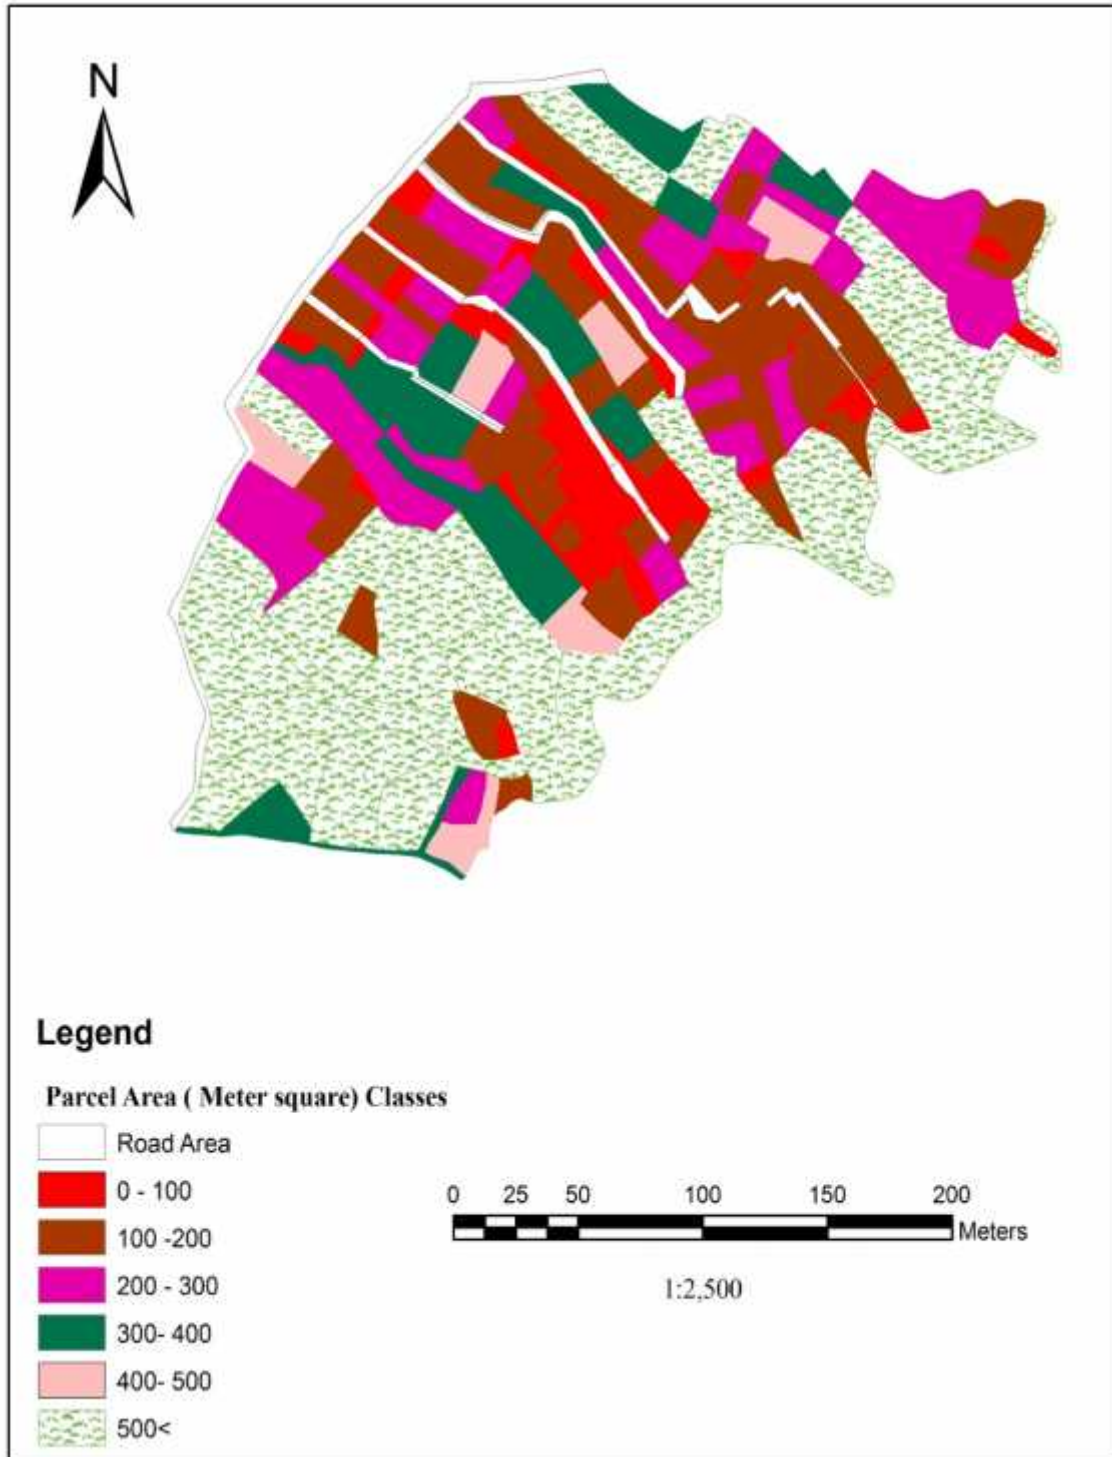 N
Legend
Parcel Area ( Meter square) Classes
Road Area
0 - 100
100 -200
200 - 300
300- 400
400- 500
500<
0 25 50 100 150 200
Meters
1:2,500